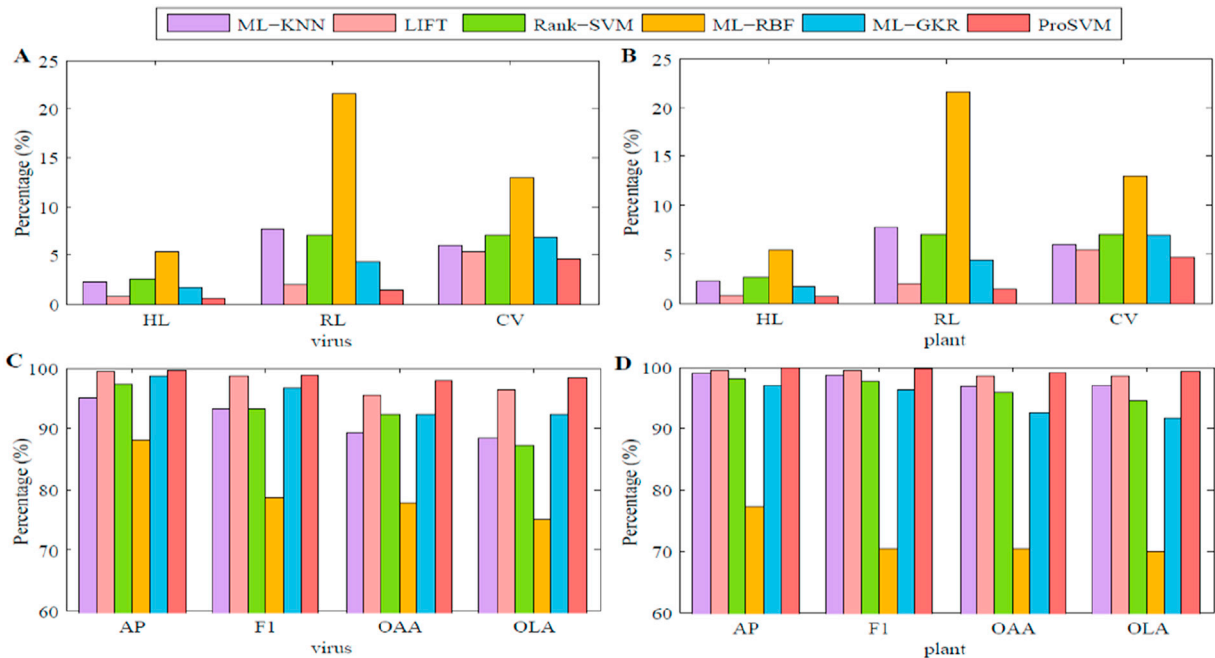 ML−KNN LIFT Rank−SVM ML−RBF ML−GKR ProSVM
A
25
20
15
10
5
0
Percentage (%)
HL RL CV
virus
B
25
20
15
10
5
0
Percentage (%)
HL RL CV
plant
C
100
90
80
70
60
Percentage (%)
AP F1 OAA OLA
virus
D
100
90
80
70
60
Percentage (%)
AP F1 OAA OLA
plant